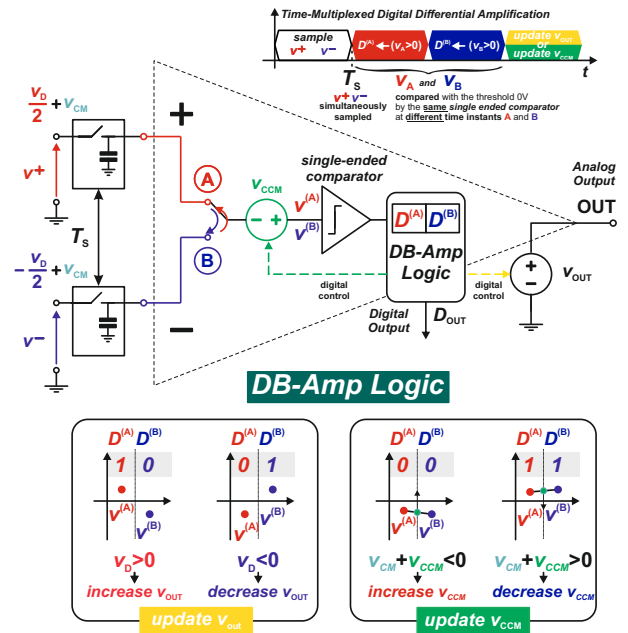 Time-Multiplexed Digital Differential Amplification
sample
v+ v-
D(A)←(vA>0)
D(B)←(vB>0)
update vOUT
or
update vCCM
t
TS
VA and VB
v+ v-
simultaneously
sampled
compared with the threshold 0V
by the same single ended comparator
at different time instants A and B
vD/2 +vCM
v+
TS
-vD/2 +vCM
v-
+
−
A
B
vCCM
− +
single-ended
comparator
v(A)
v(B)
D(A) D(B)
DB-Amp
Logic
digital
control
digital
control
Digital
Output
DOUT
Analog
Output
OUT
+
−
vOUT
DB-Amp Logic
D(A) D(B)
1 0
v(A)
v(B)
vD>0
increase vOUT
D(A) D(B)
0 1
v(A)
v(B)
vD<0
decrease vOUT
update vout
D(A) D(B)
0 0
v(A)
v(B)
vCM+vCCM<0
increase vCCM
D(A) D(B)
1 1
v(A)
v(B)
vCM+vCCM>0
decrease vCCM
update vCCM